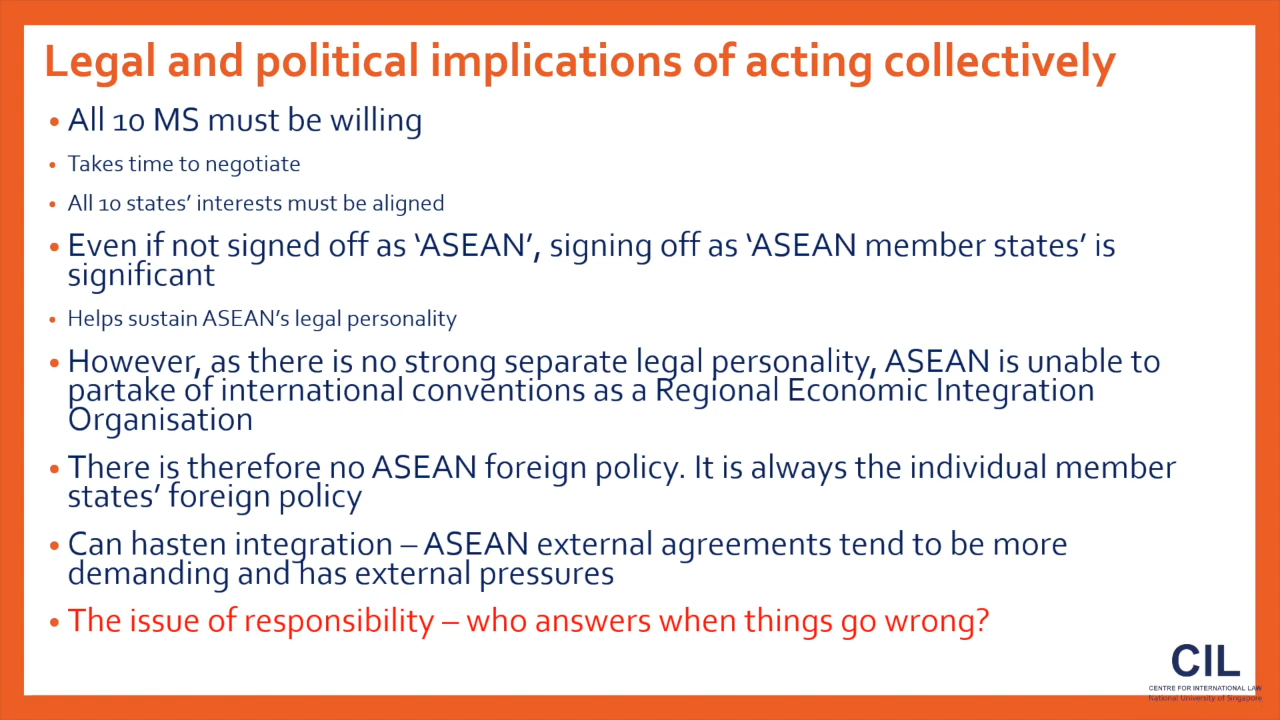 Legal and political implications of acting collectively
• All 10 MS must be willing
• Takes time to negotiate
• All 10 states’ interests must be aligned
• Even if not signed off as ‘ASEAN’, signing off as ‘ASEAN member states’ is
significant
• Helps sustain ASEAN’s legal personality
• However, as there is no strong separate legal personality, ASEAN is unable to
partake of international conventions as a Regional Economic Integration
Organisation
• There is therefore no ASEAN foreign policy. It is always the individual member
states’ foreign policy
• Can hasten integration – ASEAN external agreements tend to be more
demanding and has external pressures
• The issue of responsibility – who answers when things go wrong?
CIL
CENTRE FOR INTERNATIONAL LAW
National University of Singapore